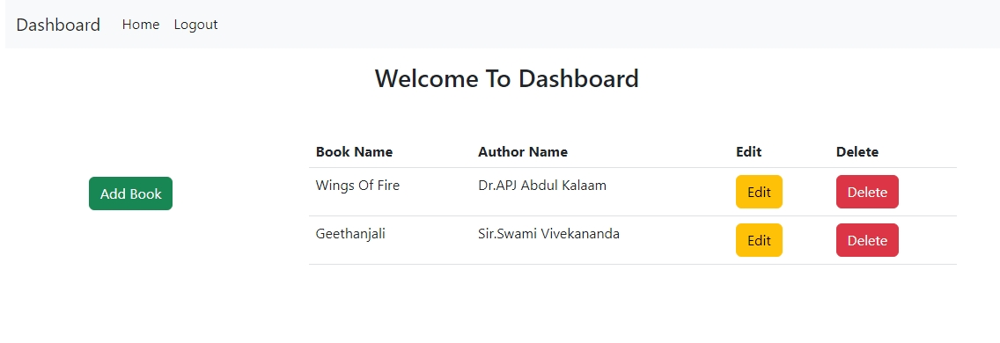 Dashboard Home Logout
Welcome To Dashboard
Add Book
Book Name Author Name Edit Delete
Wings Of Fire Dr.APJ Abdul Kalaam Edit Delete
Geethanjali Sir.Swami Vivekananda Edit Delete